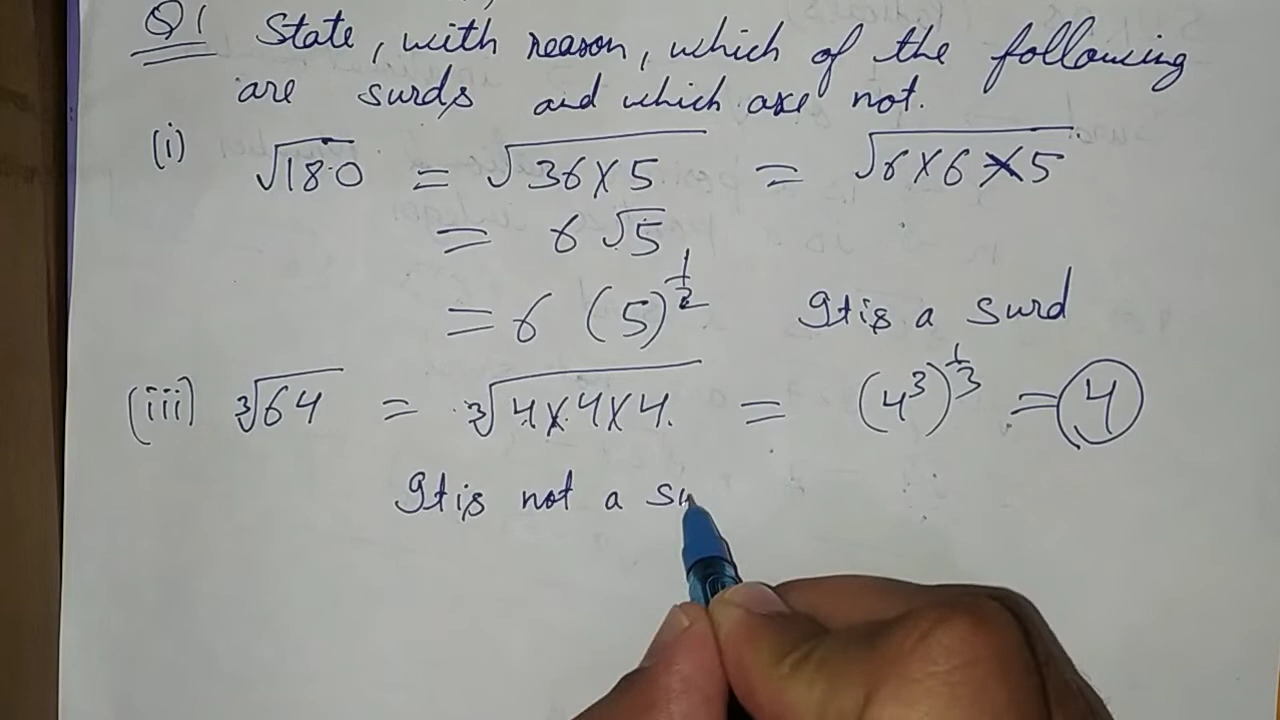 Q1 State, with reason, which of the following
are surds and which are not.
(i) √180 = √36×5 = √6×6×5
= 6√5
= 6 (5)^1/2 It is a surd
(iii) ³√64 = ³√4×4×4 = (4³)^1/3 = 4
It is not a su